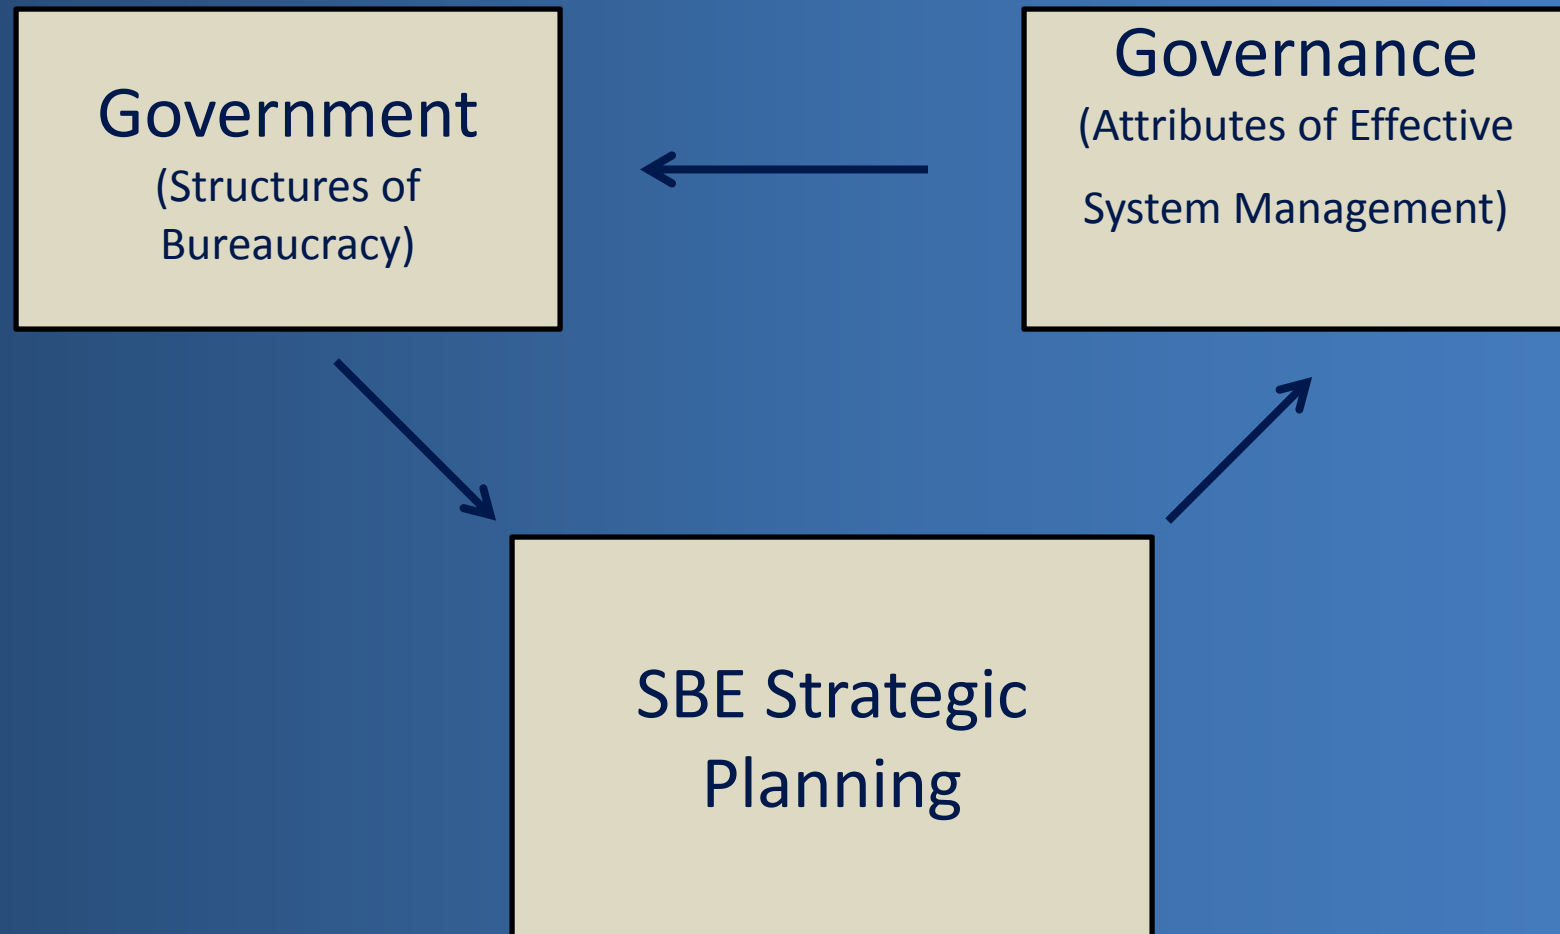 Government
(Structures of
Bureaucracy)
Governance
(Attributes of Effective
System Management)
SBE Strategic
Planning